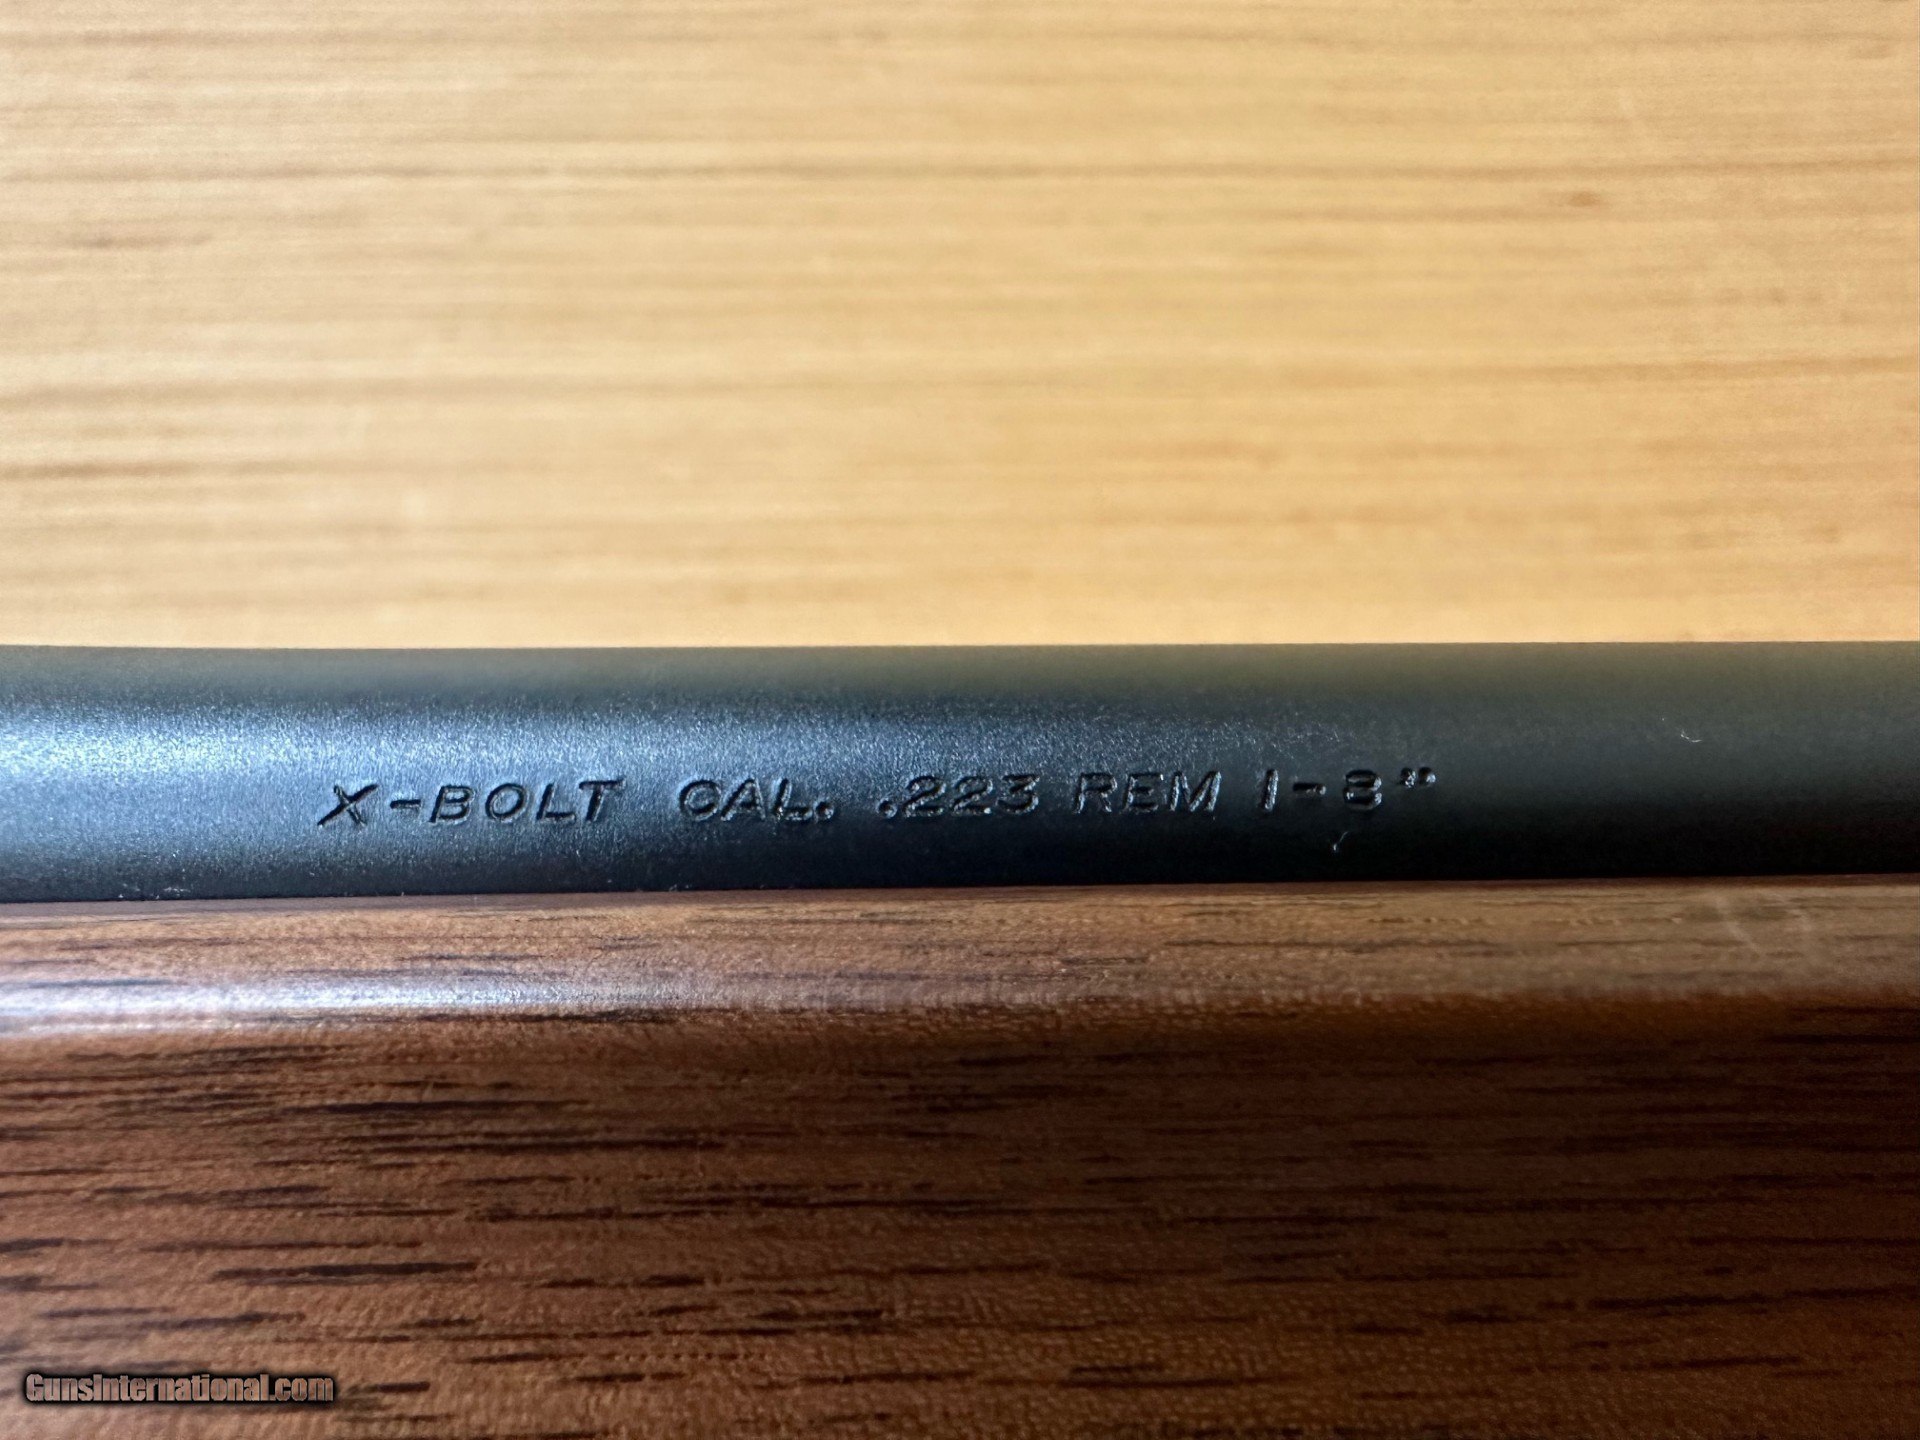 X-BOLT CAL. .223 REM 1-8"
GunsInternational.com